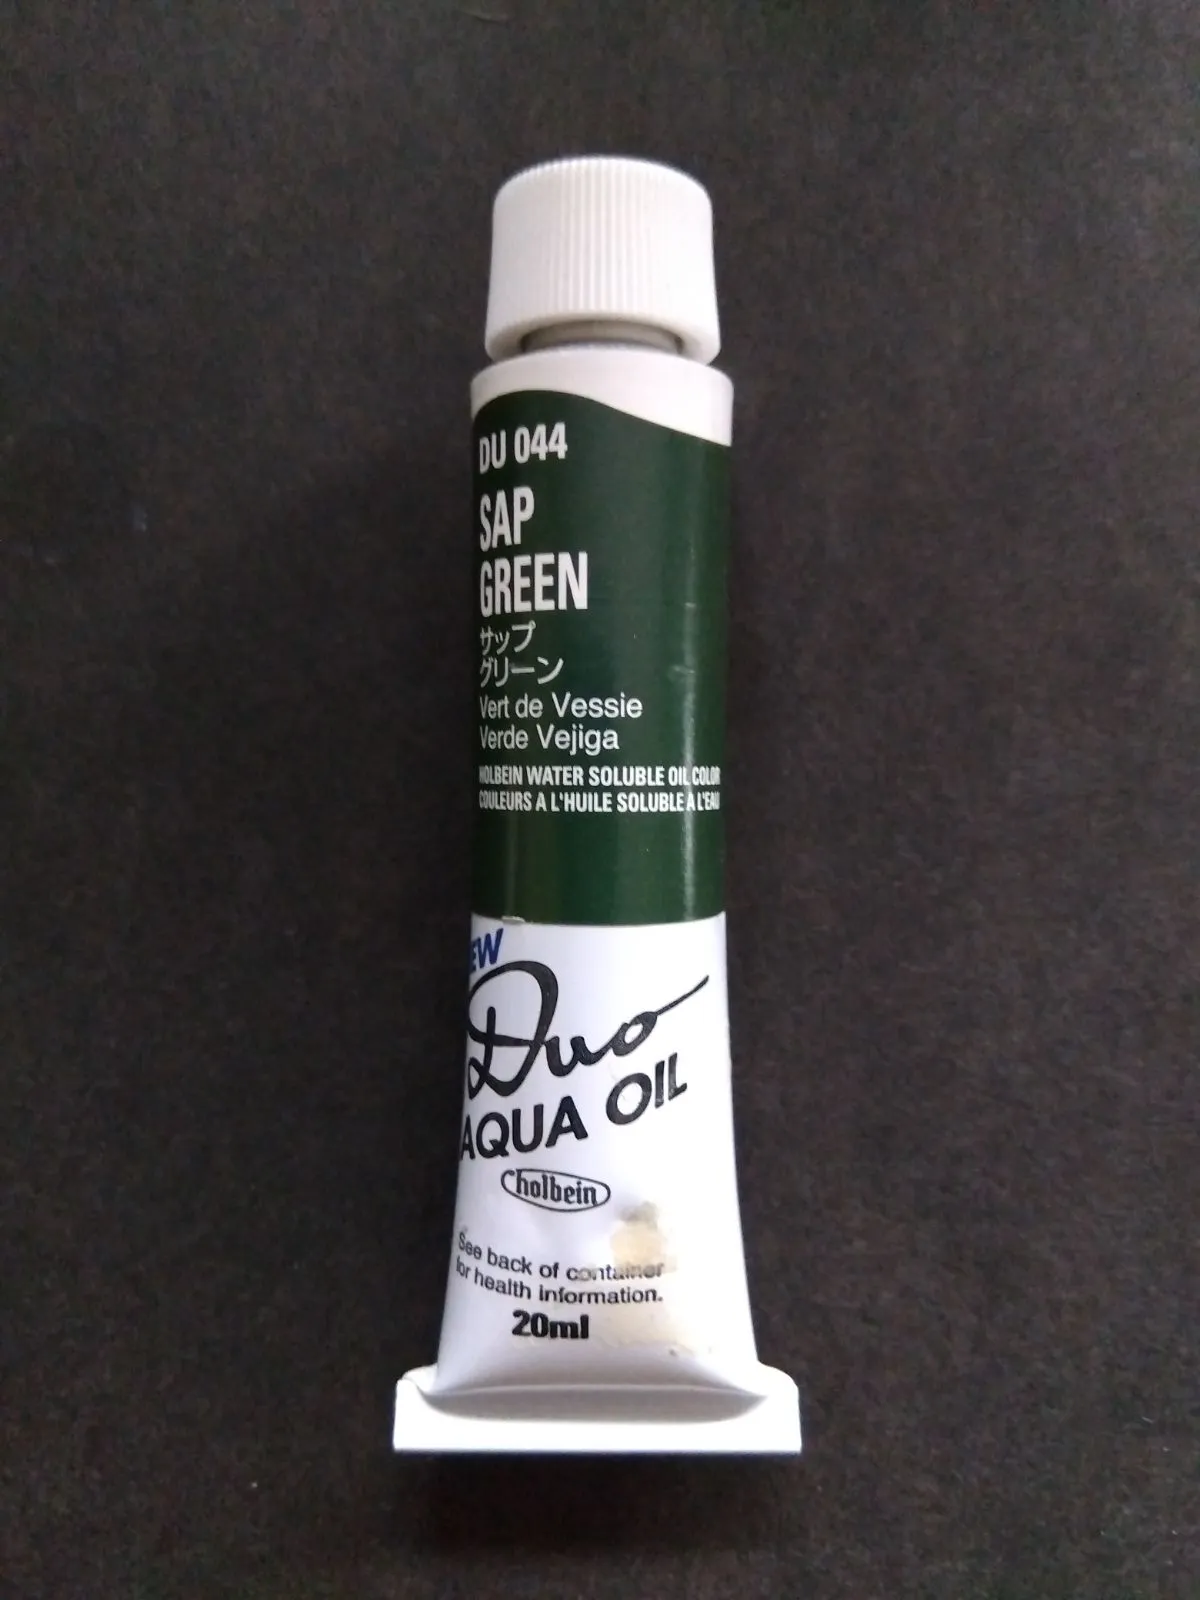 DU 044
SAP
GREEN
サップ
グリーン
Vert de Vessie
Verde Vejiga
HOLBEIN WATER SOLUBLE OIL COLOR
COULEURS A L'HUILE SOLUBLE A L'EAU
EW
Duo
AQUA OIL
holbein
See back of container
for health information.
20ml